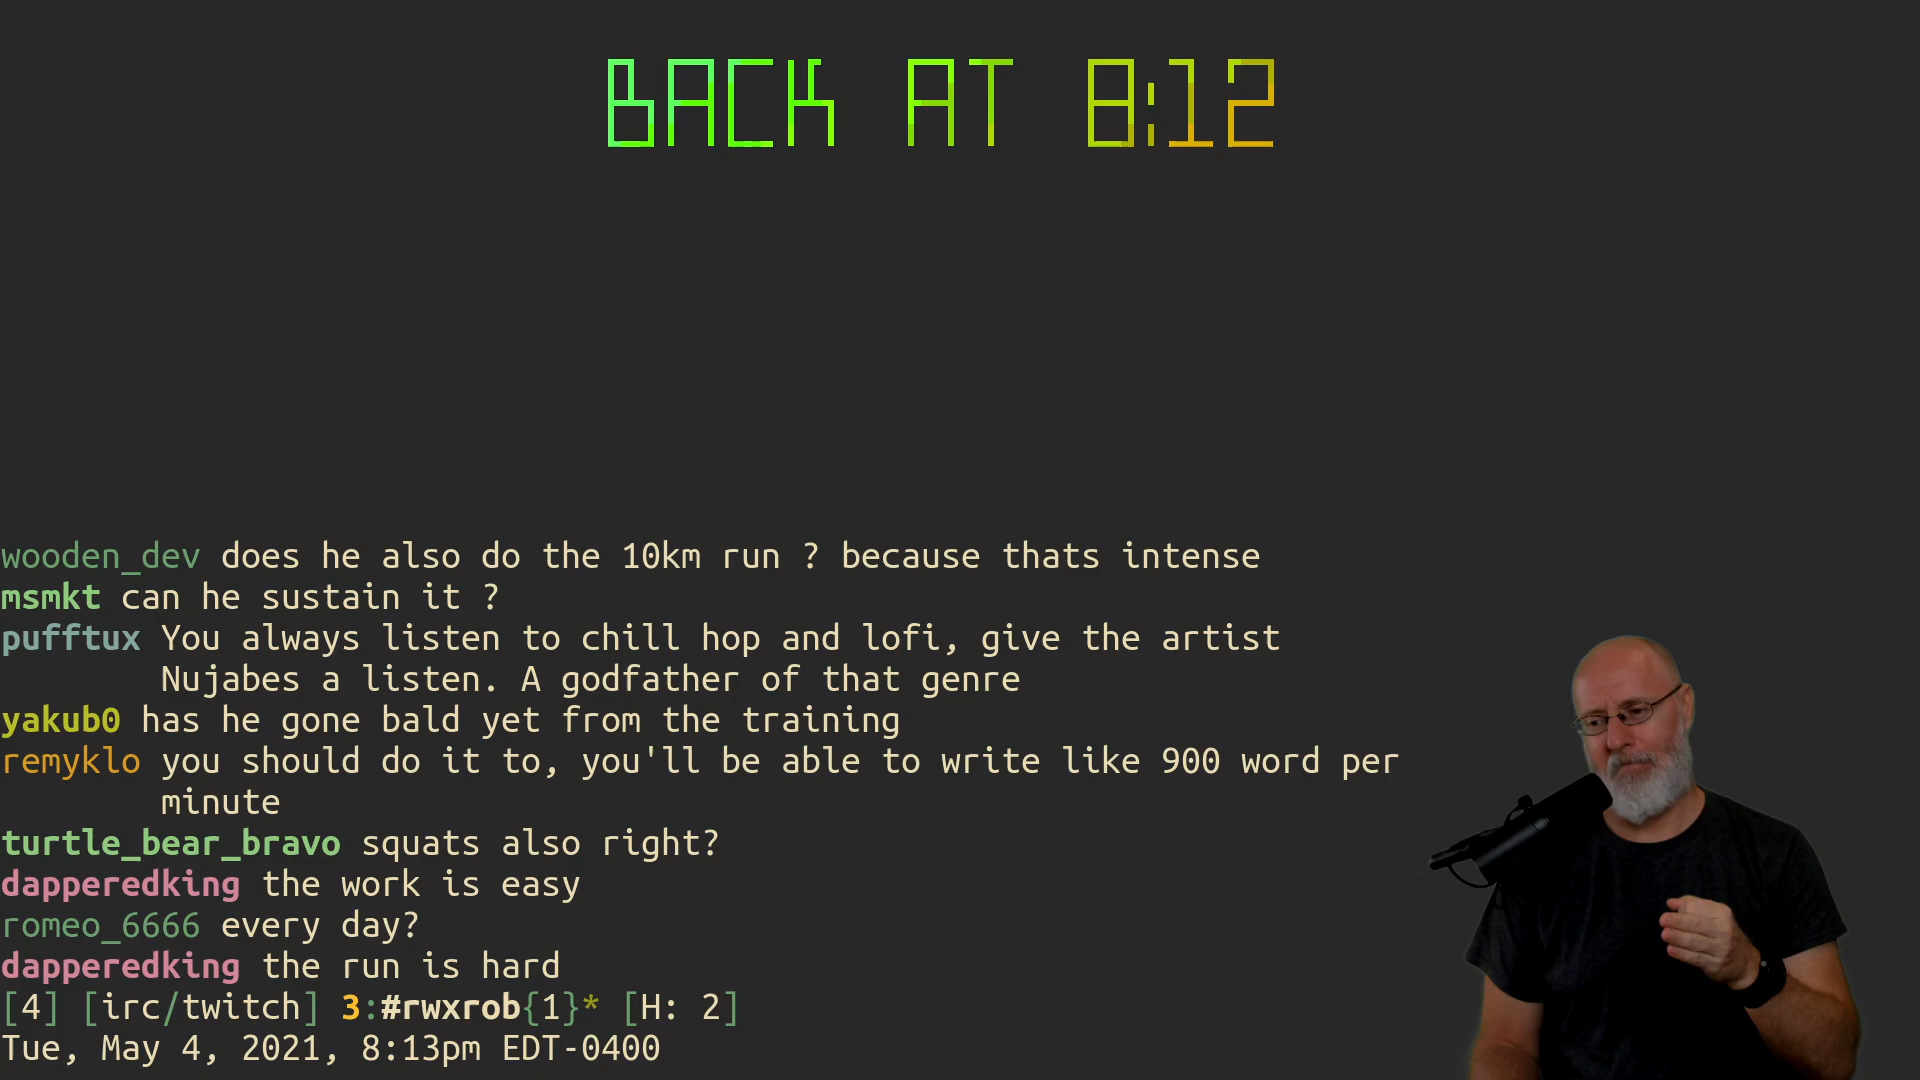 BACK AT 8:12
wooden_dev does he also do the 10km run ? because thats intense
msmkt can he sustain it ?
pufftux You always listen to chill hop and lofi, give the artist
Nujabes a listen. A godfather of that genre
yakub0 has he gone bald yet from the training
remyklo you should do it to, you'll be able to write like 900 word per
minute
turtle_bear_bravo squats also right?
dapperedking the work is easy
romeo_6666 every day?
dapperedking the run is hard
[4] [irc/twitch] 3:#rwxrob{1}* [H: 2]
Tue, May 4, 2021, 8:13pm EDT-0400